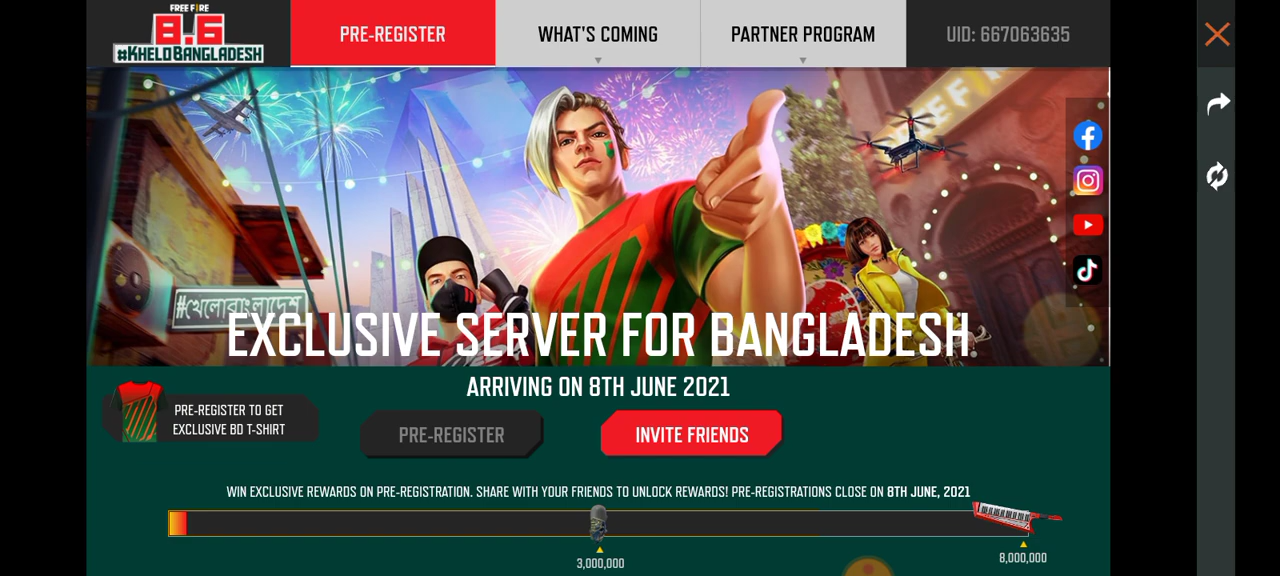 FREE FIRE
8.6
#KHELOBANGLADESH
PRE-REGISTER
WHAT'S COMING
PARTNER PROGRAM
UID: 667063635
#খেলোবাংলাদেশ
EXCLUSIVE SERVER FOR BANGLADESH
ARRIVING ON 8TH JUNE 2021
PRE-REGISTER TO GET
EXCLUSIVE BD T-SHIRT
PRE-REGISTER
INVITE FRIENDS
WIN EXCLUSIVE REWARDS ON PRE-REGISTRATION. SHARE WITH YOUR FRIENDS TO UNLOCK REWARDS! PRE-REGISTRATIONS CLOSE ON 8TH JUNE, 2021
3,000,000
8,000,000